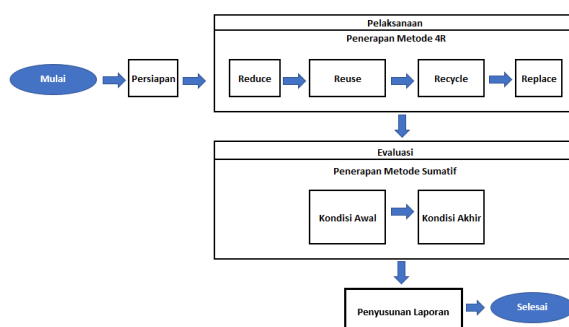 Pelaksanaan
Penerapan Metode 4R
Mulai
Persiapan
Reduce
Reuse
Recycle
Replace
Evaluasi
Penerapan Metode Sumatif
Kondisi Awal
Kondisi Akhir
Penyusunan Laporan
Selesai